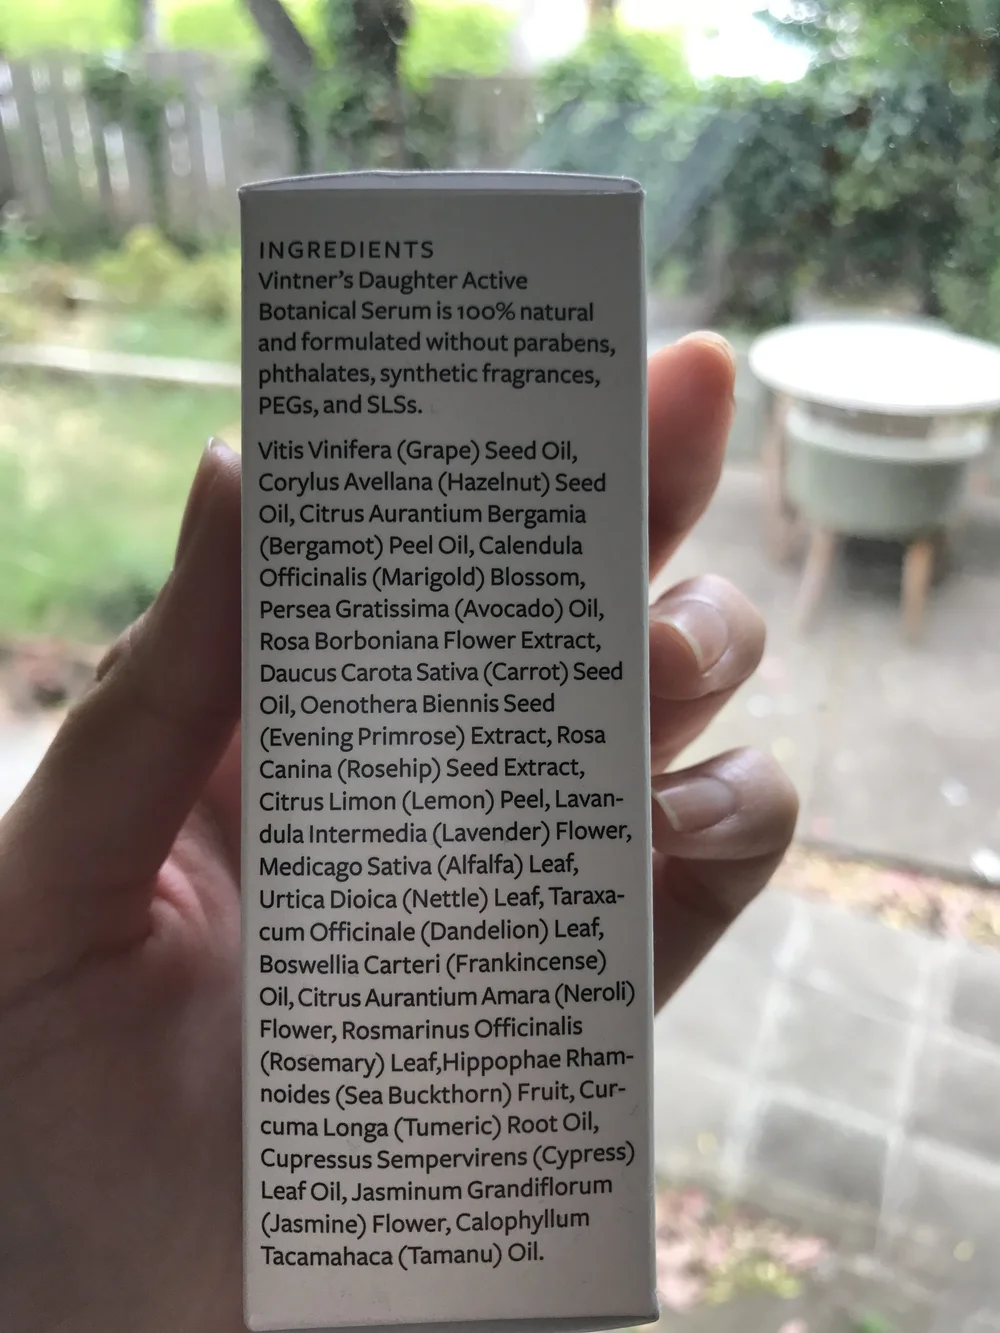 INGREDIENTS
Vintner's Daughter Active
Botanical Serum is 100% natural
and formulated without parabens,
phthalates, synthetic fragrances,
PEGs, and SLSs.
Vitis Vinifera (Grape) Seed Oil,
Corylus Avellana (Hazelnut) Seed
Oil, Citrus Aurantium Bergamia
(Bergamot) Peel Oil, Calendula
Officinalis (Marigold) Blossom,
Persea Gratissima (Avocado) Oil,
Rosa Borboniana Flower Extract,
Daucus Carota Sativa (Carrot) Seed
Oil, Oenothera Biennis Seed
(Evening Primrose) Extract, Rosa
Canina (Rosehip) Seed Extract,
Citrus Limon (Lemon) Peel, Lavan-
dula Intermedia (Lavender) Flower,
Medicago Sativa (Alfalfa) Leaf,
Urtica Dioica (Nettle) Leaf, Taraxa-
cum Officinale (Dandelion) Leaf,
Boswellia Carteri (Frankincense)
Oil, Citrus Aurantium Amara (Neroli)
Flower, Rosmarinus Officinalis
(Rosemary) Leaf,Hippophae Rham-
noides (Sea Buckthorn) Fruit, Cur-
cuma Longa (Tumeric) Root Oil,
Cupressus Sempervirens (Cypress)
Leaf Oil, Jasminum Grandiflorum
(Jasmine) Flower, Calophyllum
Tacamahaca (Tamanu) Oil.